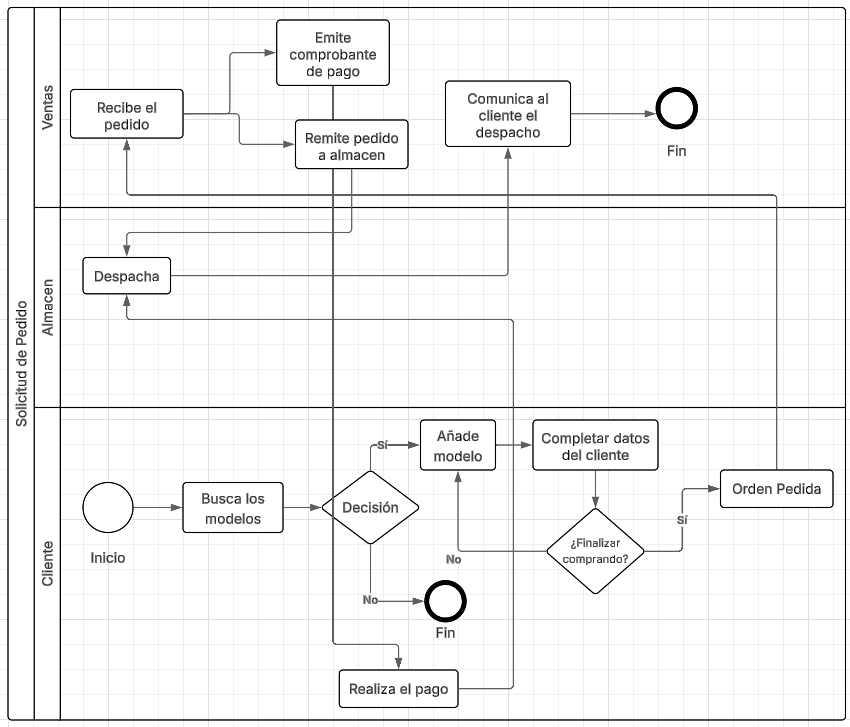 Solicitud de Pedido
Ventas
Emite
comprobante
de pago
Recibe el
pedido
Remite pedido
a almacen
Comunica al
cliente el
despacho
Fin
Almacen
Despacha
Cliente
Inicio
Busca los
modelos
Decisión
Sí
Añade
modelo
Completar datos
del cliente
¿Finalizar
comprando?
No
Sí
Orden Pedida
No
Fin
Realiza el pago